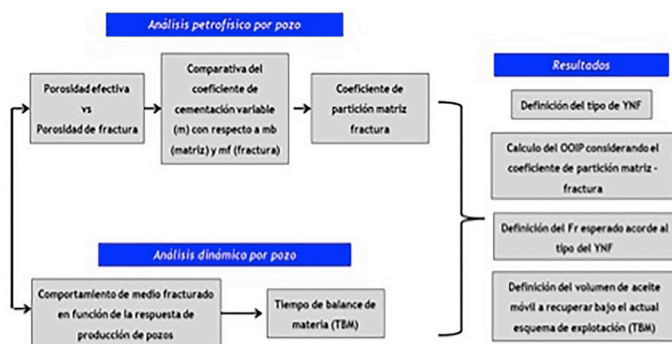 Análisis petrofísico por pozo
Porosidad efectiva
vs
Porosidad de fractura
Comparativa del
coeficiente de
cementación variable
(m) con respecto a mb
(matriz) y mf (fractura)
Coeficiente de
partición matriz
fractura
Análisis dinámico por pozo
Comportamiento de medio fracturado
en función de la respuesta de
producción de pozos
Tiempo de balance de
materia (TBM)
Resultados
Definición del tipo de YNF
Calculo del OOIP considerando el
coeficiente de partición matriz -
fractura
Definición del Fr esperado acorde al
tipo del YNF
Definición del volumen de aceite
móvil a recuperar bajo el actual
esquema de explotación (TBM)